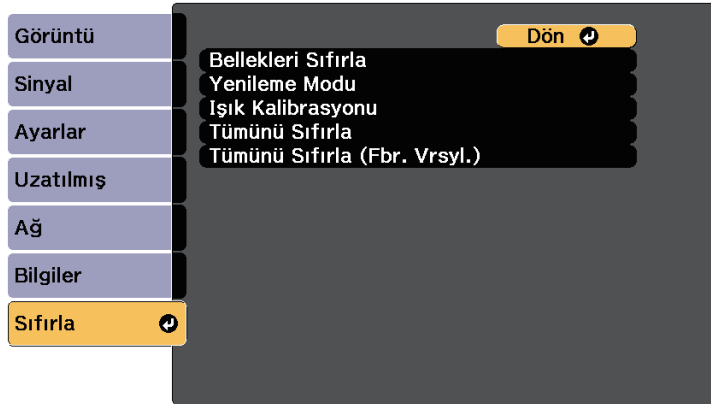 Görüntü
Sinyal
Ayarlar
Uzatılmış
Ağ
Bilgiler
Sıfırla
Dön
Bellekleri Sıfırla
Yenileme Modu
Işık Kalibrasyonu
Tümünü Sıfırla
Tümünü Sıfırla (Fbr. Vrsyl.)